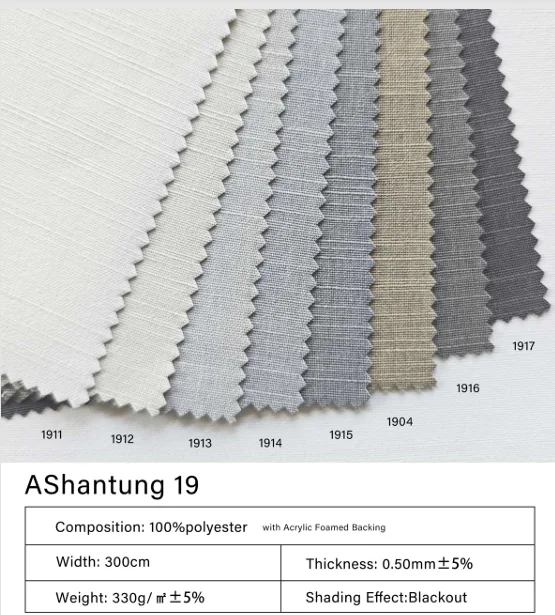 1911
1912
1913
1914
1915
1904
1916
1917
AShantung 19
Composition: 100%polyester with Acrylic Foamed Backing
Width: 300cm
Thickness: 0.50mm±5%
Weight: 330g/㎡±5%
Shading Effect:Blackout